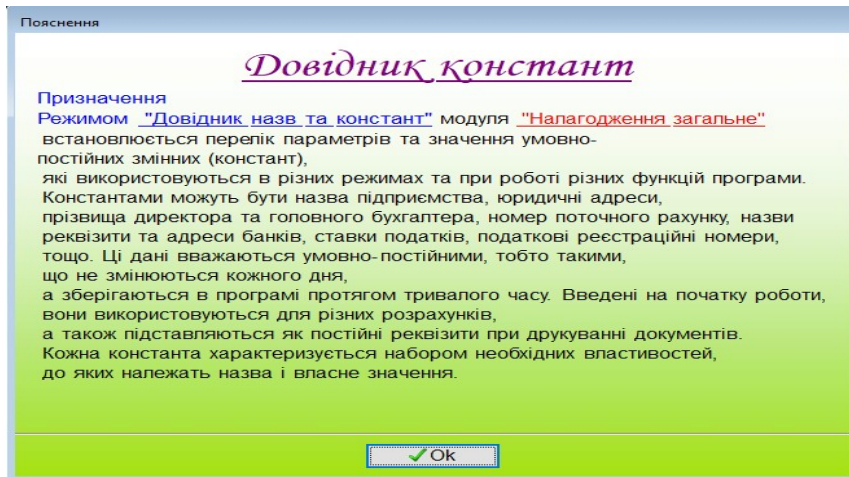 Пояснення
Довідник констант
Призначення
Режимом "Довідник назв та констант" модуля "Налагодження загальне"
встановлюється перелік параметрів та значення умовно-
постійних змінних (констант),
які використовуються в різних режимах та при роботі різних функцій програми.
Константами можуть бути назва підприємства, юридичні адреси,
прізвища директора та головного бухгалтера, номер поточного рахунку, назви
реквізити та адреси банків, ставки податків, податкові реєстраційні номери,
тощо. Ці дані вважаються умовно-постійними, тобто такими,
що не змінюються кожного дня,
а зберігаються в програмі протягом тривалого часу. Введені на початку роботи,
вони використовуються для різних розрахунків,
а також підставляються як постійні реквізити при друкуванні документів.
Кожна константа характеризується набором необхідних властивостей,
до яких належать назва і власне значення.
Ok